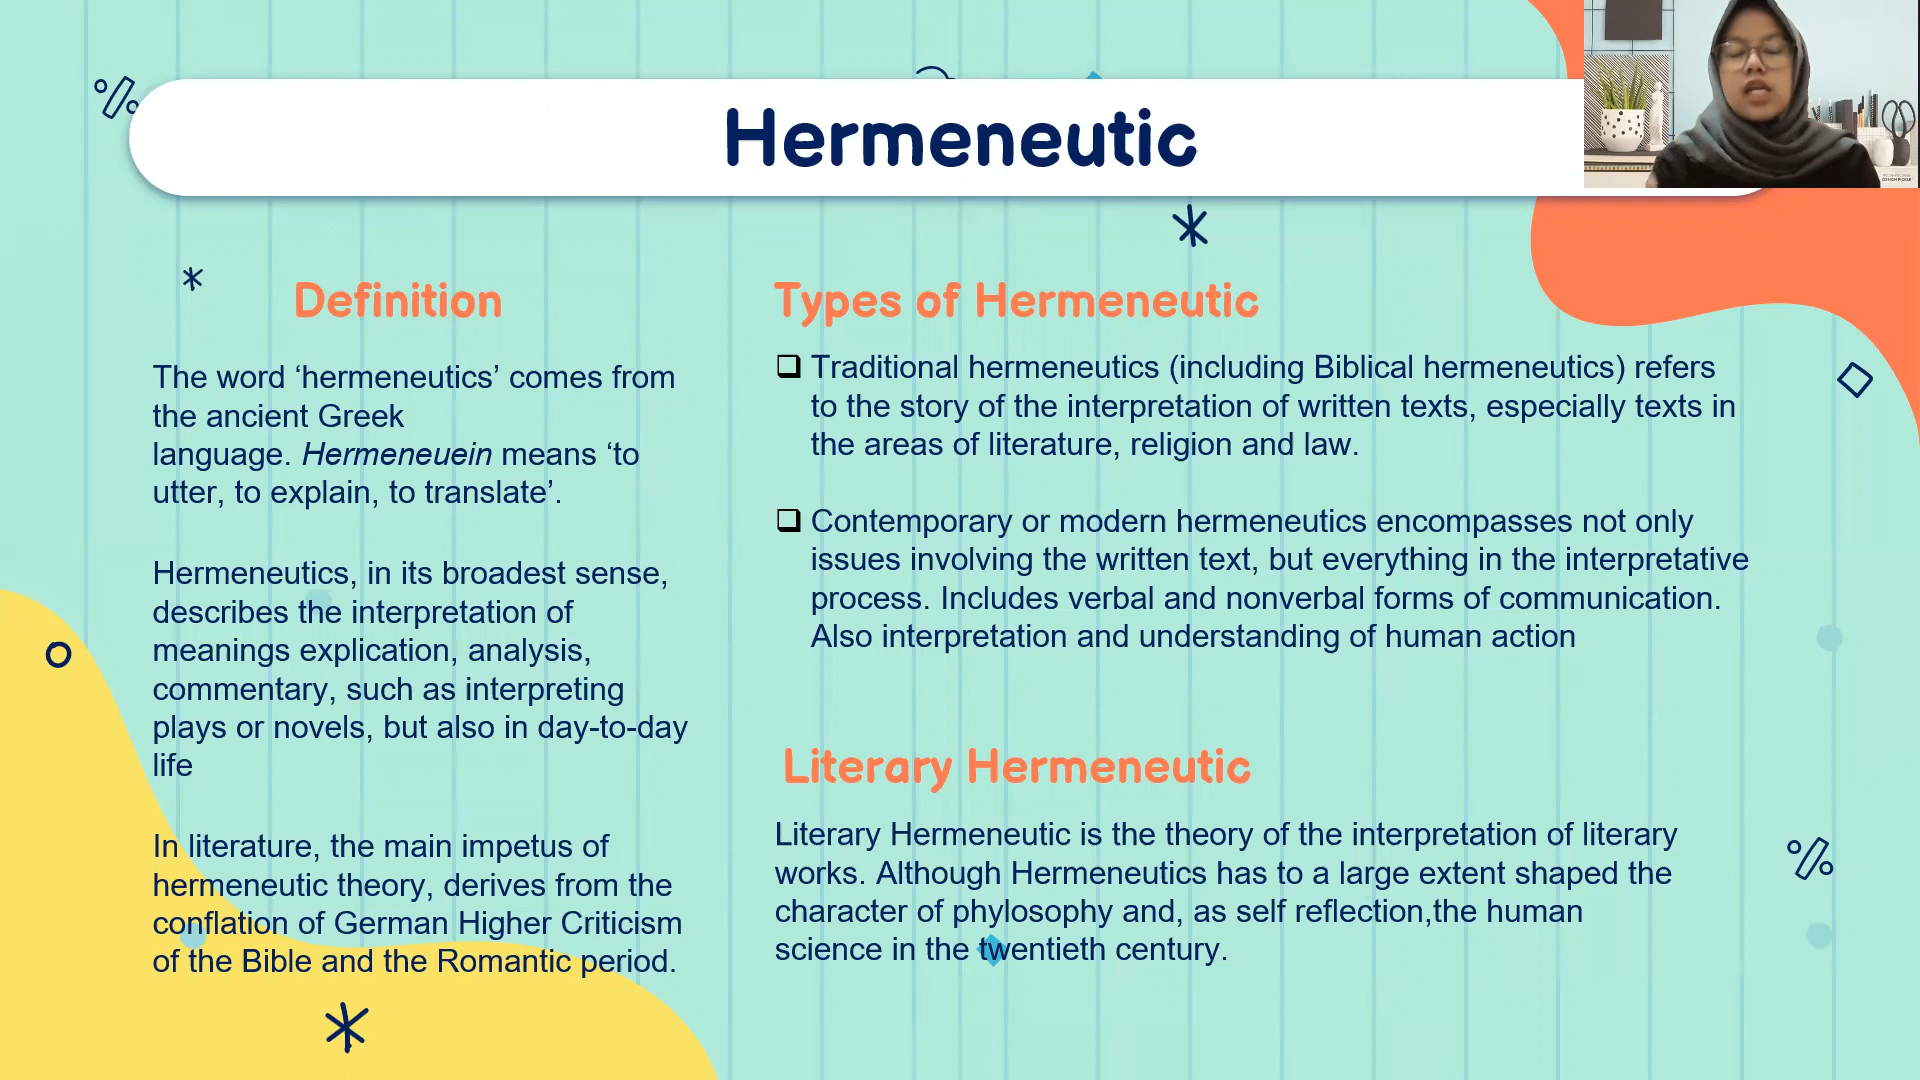 Hermeneutic
Definition
The word ‘hermeneutics’ comes from
the ancient Greek
language. Hermeneuein means ‘to
utter, to explain, to translate’.
Hermeneutics, in its broadest sense,
describes the interpretation of
meanings explication, analysis,
commentary, such as interpreting
plays or novels, but also in day-to-day
life
In literature, the main impetus of
hermeneutic theory, derives from the
conflation of German Higher Criticism
of the Bible and the Romantic period.
Types of Hermeneutic
Traditional hermeneutics (including Biblical hermeneutics) refers
to the story of the interpretation of written texts, especially texts in
the areas of literature, religion and law.
Contemporary or modern hermeneutics encompasses not only
issues involving the written text, but everything in the interpretative
process. Includes verbal and nonverbal forms of communication.
Also interpretation and understanding of human action
Literary Hermeneutic
Literary Hermeneutic is the theory of the interpretation of literary
works. Although Hermeneutics has to a large extent shaped the
character of phylosophy and, as self reflection,the human
science in the twentieth century.